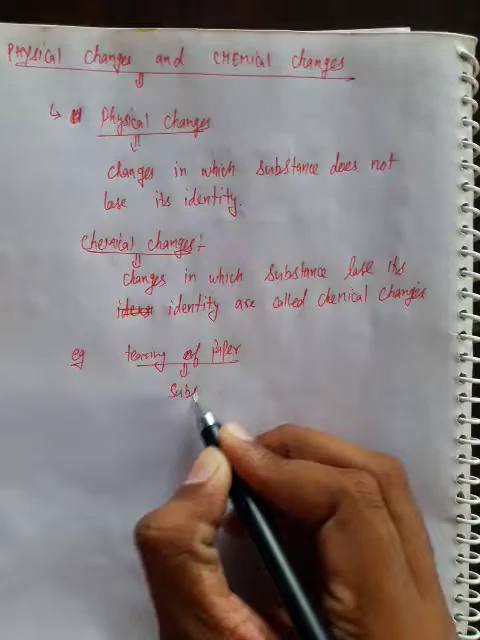 PHysical changes and CHEMical changes
Physical changes
changes in which substance does not
lose its identity.
Chemical changes:-
changes in which substance lose its
identity are called chemical changes
eg tearing of paper
Subs